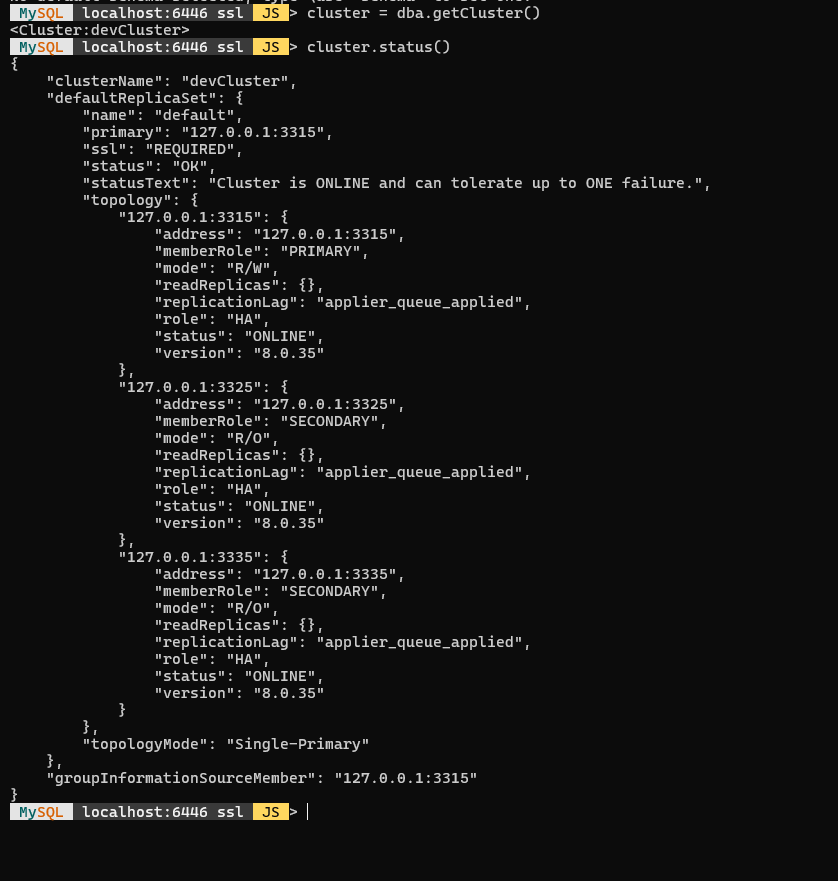 MySQL localhost:6446 ssl JS > cluster = dba.getCluster()
<Cluster:devCluster>
MySQL localhost:6446 ssl JS > cluster.status()
{
    "clusterName": "devCluster",
    "defaultReplicaSet": {
        "name": "default",
        "primary": "127.0.0.1:3315",
        "ssl": "REQUIRED",
        "status": "OK",
        "statusText": "Cluster is ONLINE and can tolerate up to ONE failure.",
        "topology": {
            "127.0.0.1:3315": {
                "address": "127.0.0.1:3315",
                "memberRole": "PRIMARY",
                "mode": "R/W",
                "readReplicas": {},
                "replicationLag": "applier_queue_applied",
                "role": "HA",
                "status": "ONLINE",
                "version": "8.0.35"
            },
            "127.0.0.1:3325": {
                "address": "127.0.0.1:3325",
                "memberRole": "SECONDARY",
                "mode": "R/O",
                "readReplicas": {},
                "replicationLag": "applier_queue_applied",
                "role": "HA",
                "status": "ONLINE",
                "version": "8.0.35"
            },
            "127.0.0.1:3335": {
                "address": "127.0.0.1:3335",
                "memberRole": "SECONDARY",
                "mode": "R/O",
                "readReplicas": {},
                "replicationLag": "applier_queue_applied",
                "role": "HA",
                "status": "ONLINE",
                "version": "8.0.35"
            }
        },
        "topologyMode": "Single-Primary"
    },
    "groupInformationSourceMember": "127.0.0.1:3315"
}
MySQL localhost:6446 ssl JS >